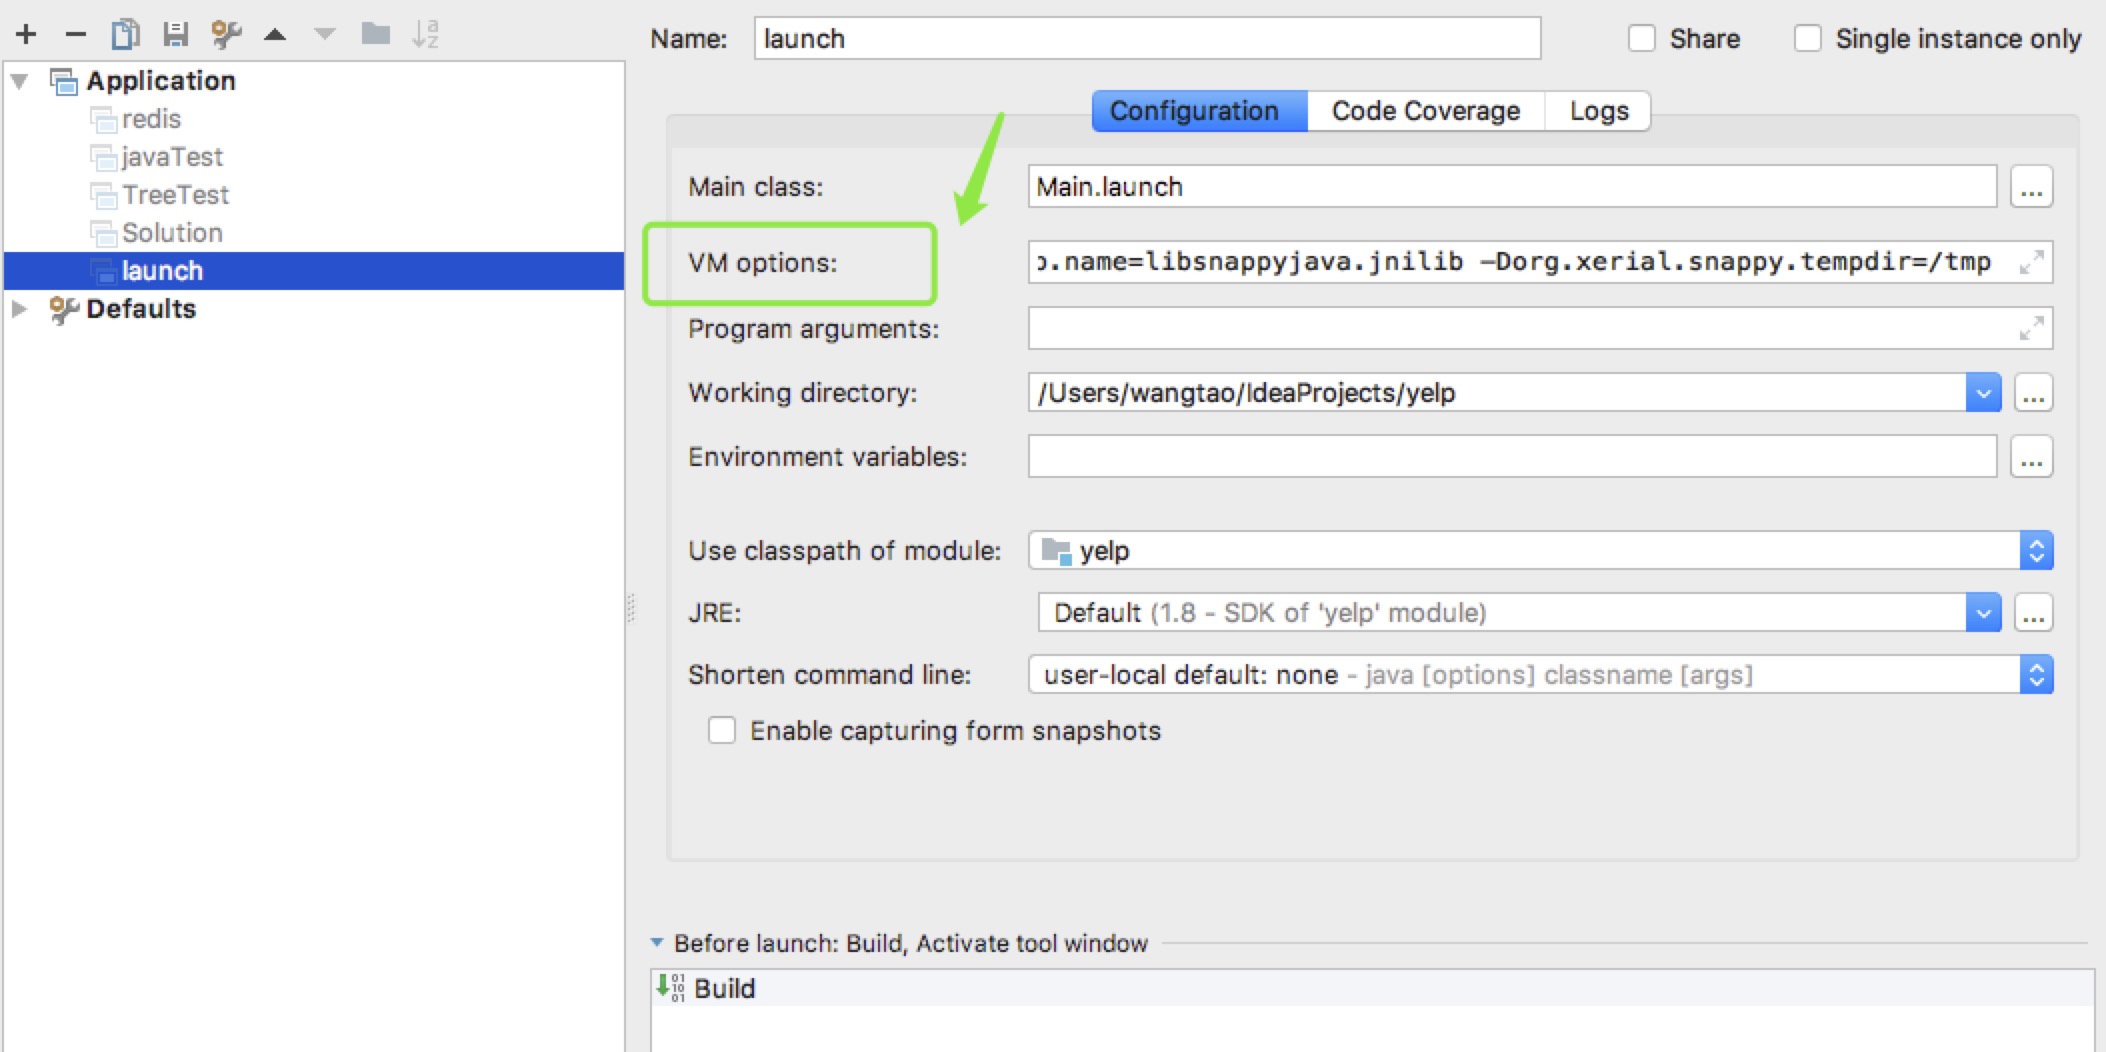 Name: launch Share Single instance only
Application
redis
javaTest
TreeTest
Solution
launch
Defaults
Configuration Code Coverage Logs
Main class: Main.launch ...
VM options: .name=libsnappyjava.jnilib -Dorg.xerial.snappy.tempdir=/tmp
Program arguments:
Working directory: /Users/wangtao/IdeaProjects/yelp ...
Environment variables: ...
Use classpath of module: yelp
JRE: Default (1.8 - SDK of 'yelp' module) ...
Shorten command line: user-local default: none - java [options] classname [args]
Enable capturing form snapshots
Before launch: Build, Activate tool window
Build